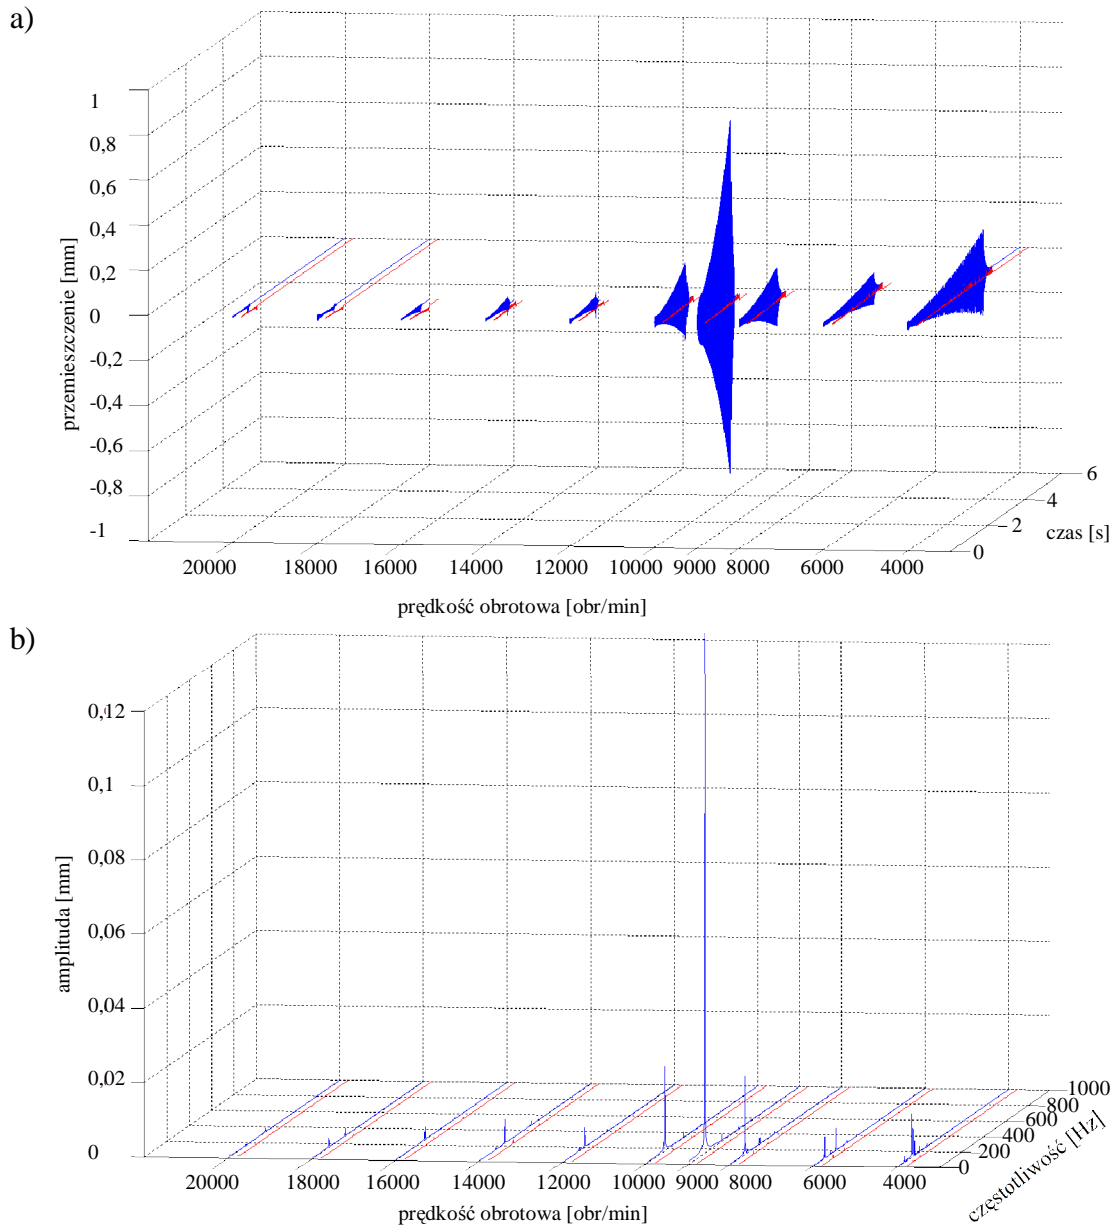 a)
1
0,8
0,6
0,4
0,2
0
-0,2
-0,4
-0,6
-0,8
-1
przemieszczenie [mm]
6
4
2
0
czas [s]
20000 18000 16000 14000 12000 10000 9000 8000 6000 4000
prędkość obrotowa [obr/min]
b)
0,12
0,1
0,08
0,06
0,04
0,02
0
amplituda [mm]
1000
800
600
400
200
0
częstotliwość [Hz]
20000 18000 16000 14000 12000 10000 9000 8000 6000 4000
prędkość obrotowa [obr/min]